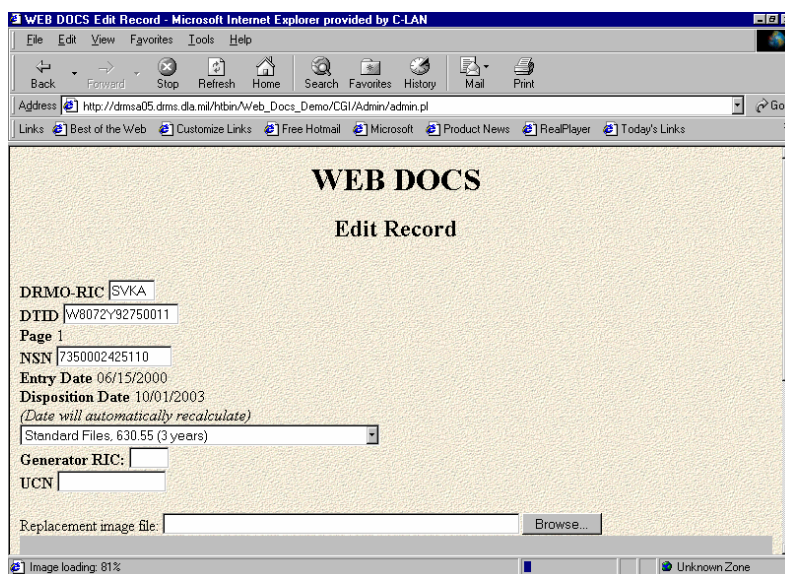 WEB DOCS Edit Record - Microsoft Internet Explorer provided by C-LAN
File Edit View Favorites Tools Help
Back Forward Stop Refresh Home Search Favorites History Mail Print
Address http://drmsa05.drms.dla.mil/htbin/Web_Docs_Demo/CGI/Admin/admin.pl Go
Links Best of the Web Customize Links Free Hotmail Microsoft Product News RealPlayer Today's Links
WEB DOCS
Edit Record
DRMO-RIC SVKA
DTID W8072Y92750011
Page 1
NSN 7350002425110
Entry Date 06/15/2000
Disposition Date 10/01/2003
(Date will automatically recalculate)
Standard Files, 630.55 (3 years)
Generator RIC:
UCN
Replacement image file: Browse...
Image loading: 81% Unknown Zone